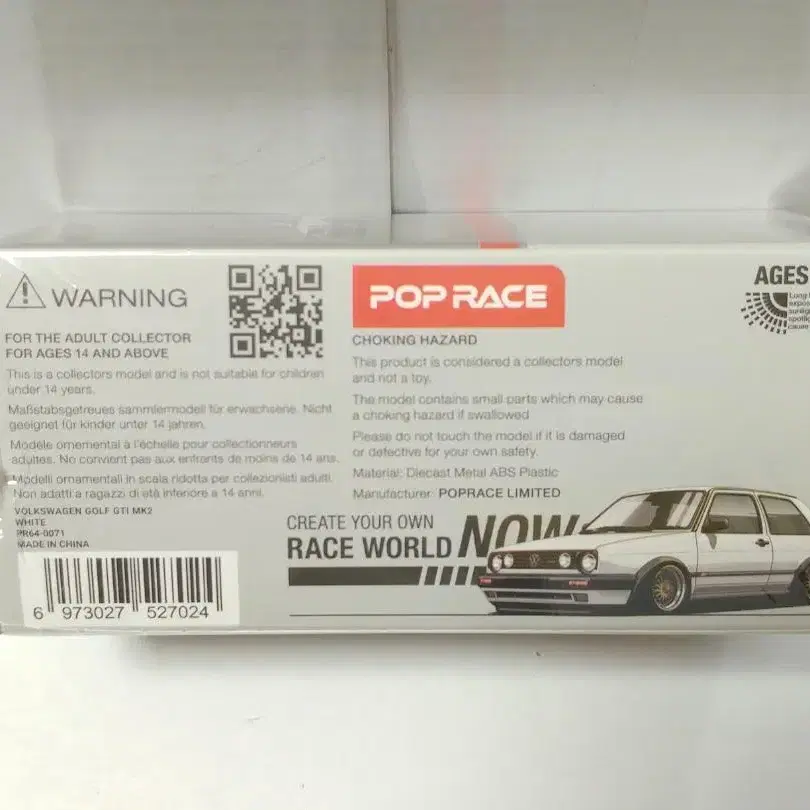 WARNING
FOR THE ADULT COLLECTOR
FOR AGES 14 AND ABOVE
This is a collectors model and is not suitable for children
under 14 years.
Maßstabsgetreues sammlermodell für erwachsene. Nicht
geeignet für kinder unter 14 jahren.
Modèle ornemental à l'échelle pour collectionneurs
adultes. No convient pas aux enfrants de moins de 14 ans.
Modelli ornamentali in scala ridotta per collezionisti adulti.
Non adatti a ragazzi di età inferiore a 14 anni.
VOLKSWAGEN GOLF GTI MK2
WHITE
PR64-0071
MADE IN CHINA
6 973027 527024
POP RACE
CHOKING HAZARD
This product is considered a collectors model
and not a toy.
The model contains small parts which may cause
a choking hazard if swallowed
Please do not touch the model if it is damaged
or defective for your own safety.
Material: Diecast Metal ABS Plastic
Manufacturer: POPRACE LIMITED
CREATE YOUR OWN
RACE WORLD NOW
AGES
cause